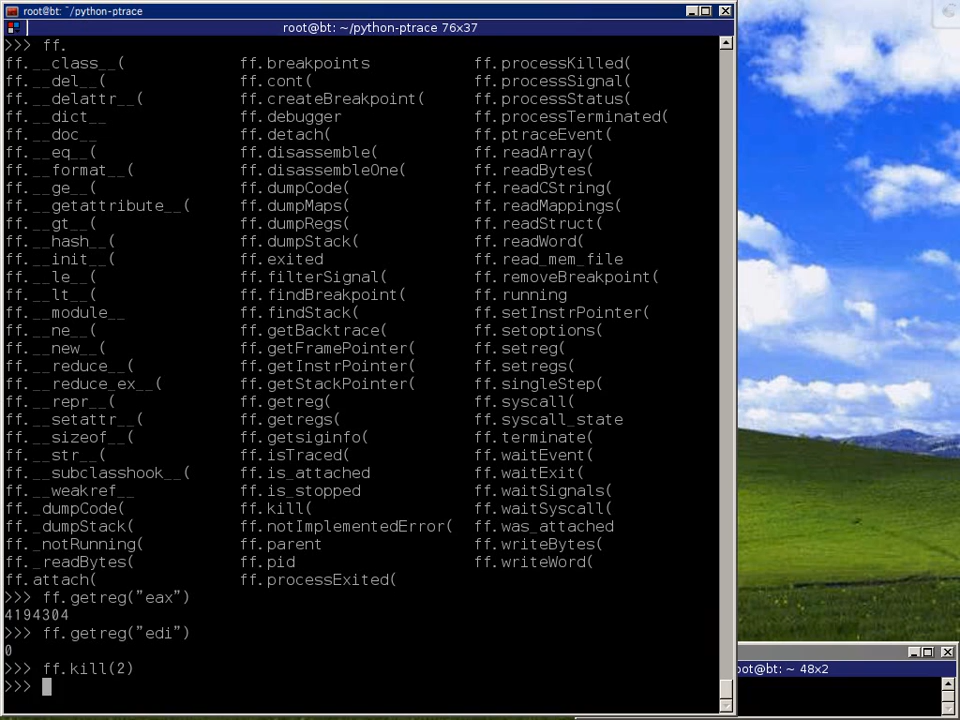 root@bt: ~/python-ptrace
root@bt: ~/python-ptrace 76x37
>>> ff.
ff.__class__( ff.breakpoints ff.processKilled(
ff.__del__( ff.cont( ff.processSignal(
ff.__delattr__( ff.createBreakpoint( ff.processStatus(
ff.__dict__ ff.debugger ff.processTerminated(
ff.__doc__ ff.detach( ff.ptraceEvent(
ff.__eq__( ff.disassemble( ff.readArray(
ff.__format__( ff.disassembleOne( ff.readBytes(
ff.__ge__( ff.dumpCode( ff.readCString(
ff.__getattribute__( ff.dumpMaps( ff.readMappings(
ff.__gt__( ff.dumpRegs( ff.readStruct(
ff.__hash__( ff.dumpStack( ff.readWord(
ff.__init__( ff.exited ff.read_mem_file
ff.__le__( ff.filterSignal( ff.removeBreakpoint(
ff.__lt__( ff.findBreakpoint( ff.running
ff.__module__ ff.findStack( ff.setInstrPointer(
ff.__ne__( ff.getBacktrace( ff.setoptions(
ff.__new__( ff.getFramePointer( ff.setreg(
ff.__reduce__( ff.getInstrPointer( ff.setregs(
ff.__reduce_ex__( ff.getStackPointer( ff.singleStep(
ff.__repr__( ff.getreg( ff.syscall(
ff.__setattr__( ff.getregs( ff.syscall_state
ff.__sizeof__( ff.getsiginfo( ff.terminate(
ff.__str__( ff.isTraced( ff.waitEvent(
ff.__subclasshook__( ff.is_attached ff.waitExit(
ff.__weakref__ ff.is_stopped ff.waitSignals(
ff._dumpCode( ff.kill( ff.waitSyscall(
ff._dumpStack( ff.notImplementedError( ff.was_attached
ff._notRunning( ff.parent ff.writeBytes(
ff._readBytes( ff.pid ff.writeWord(
ff.attach( ff.processExited(
>>> ff.getreg("eax")
4194304
>>> ff.getreg("edi")
0
>>> ff.kill(2)
>>>
oot@bt: ~ 48x2